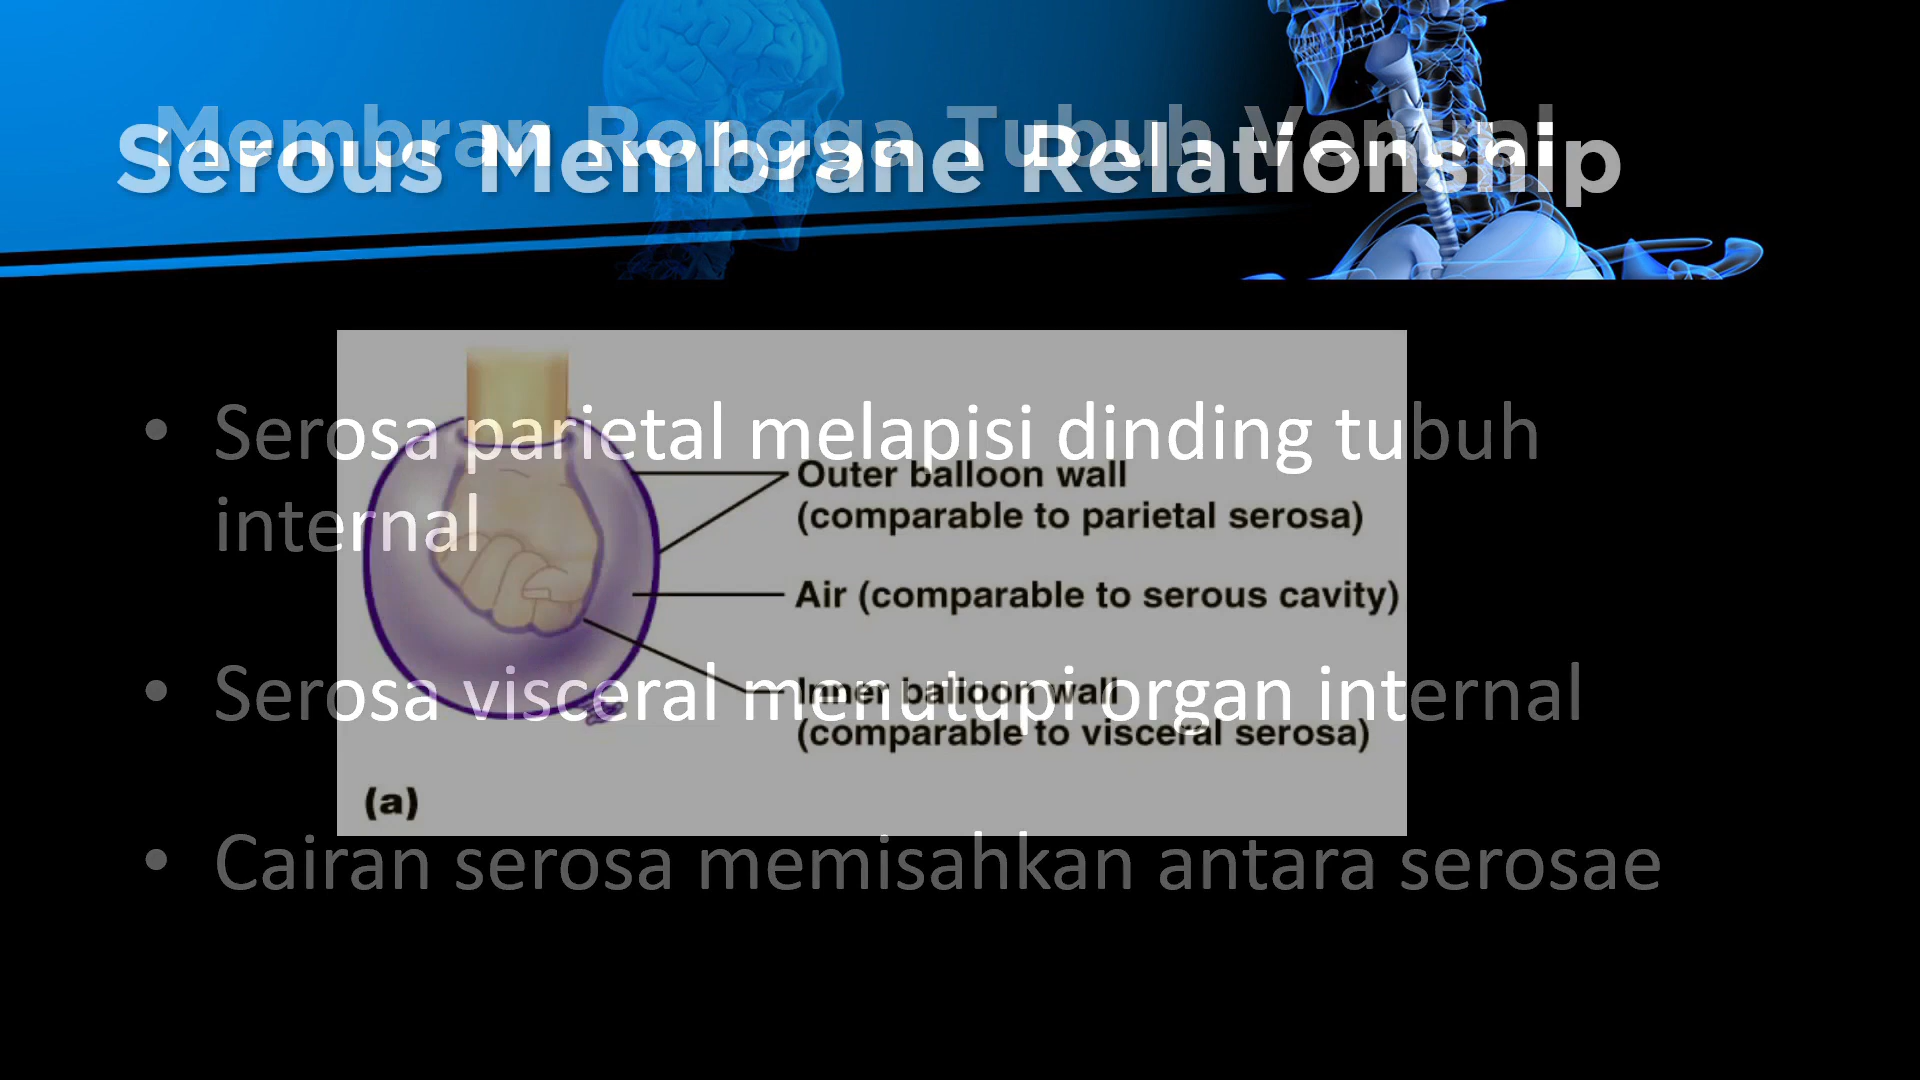 Membran Rongga Tubuh Ventral
Serous Membrane Relationship
• Serosa parietal melapisi dinding tubuh
internal
• Serosa visceral menutupi organ internal
• Cairan serosa memisahkan antara serosae
Outer balloon wall
(comparable to parietal serosa)
Air (comparable to serous cavity)
Inner balloon wall
(comparable to visceral serosa)
(a)